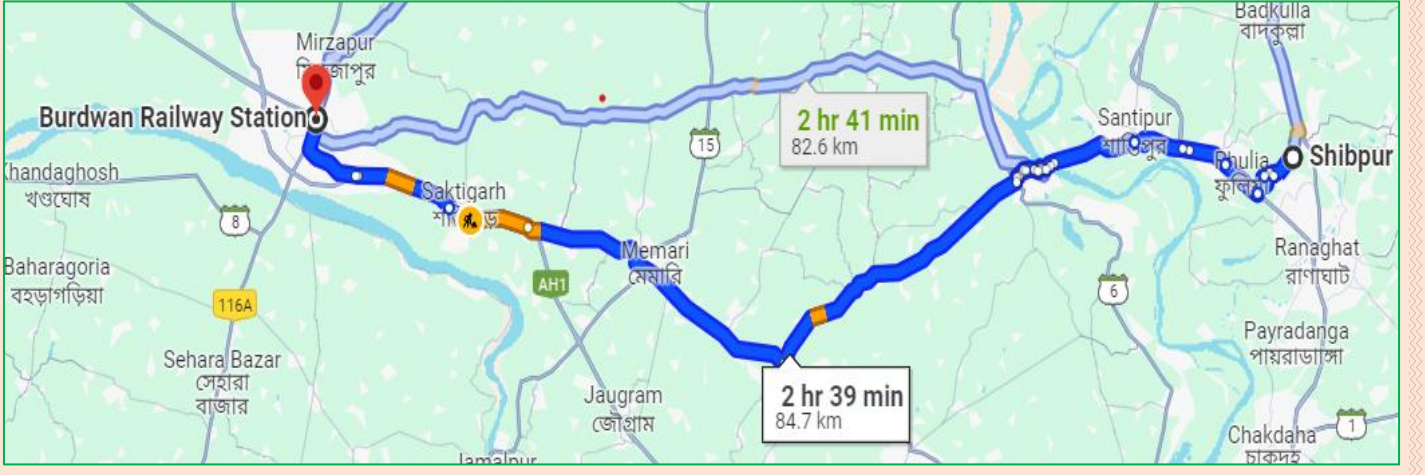 Badkulla
বাদকুল্লা
Mirzapur
Burdwan Railway Station
2 hr 41 min
82.6 km
15
Santipur
Shibpur
Phulia
Khandaghosh
খণ্ডঘোষ
Saktigarh
8
Memari
মেমারি
Ranaghat
রাণাঘাট
Baharagoria
বহড়াগড়িয়া
AH1
6
116A
Payradanga
পায়রাডাঙ্গা
Sehara Bazar
সেহারা
বাজার
2 hr 39 min
84.7 km
Jaugram
জৌগ্রাম
1
Chakdaha
চাকদহ
Jamalpur